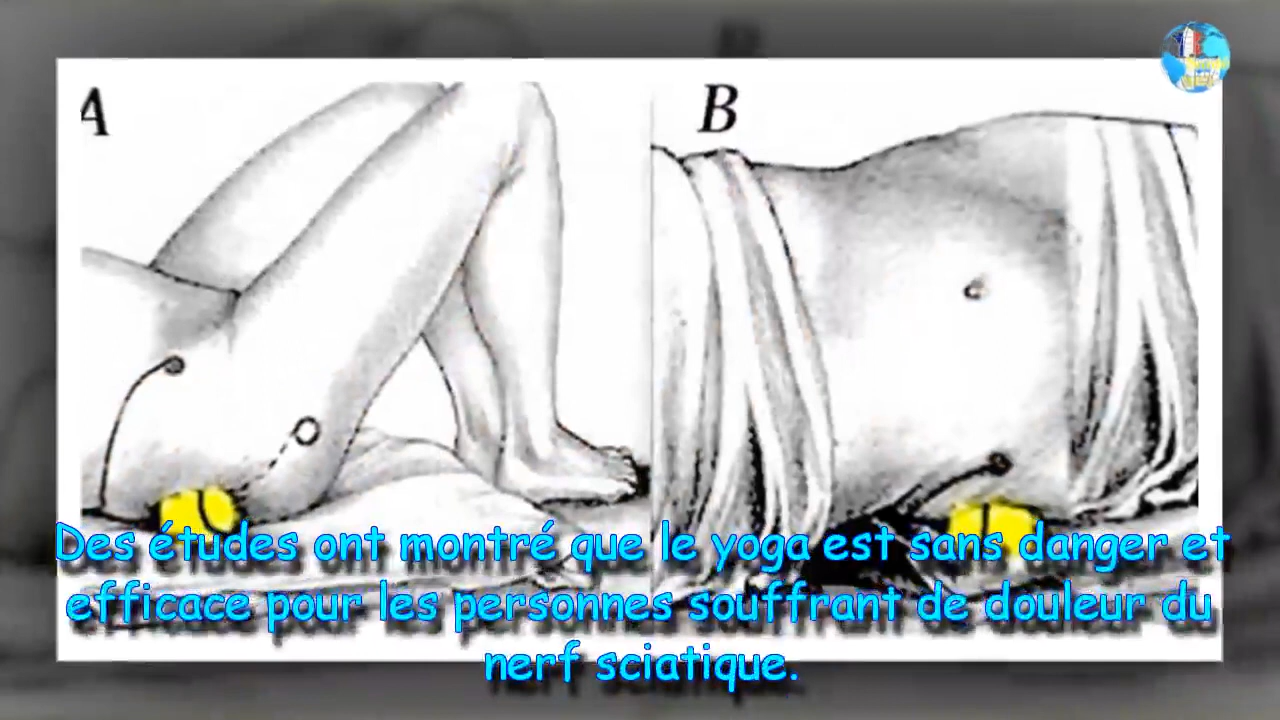 A
B
Des études ont montré que le yoga est sans danger et
efficace pour les personnes souffrant de douleur du
nerf sciatique.